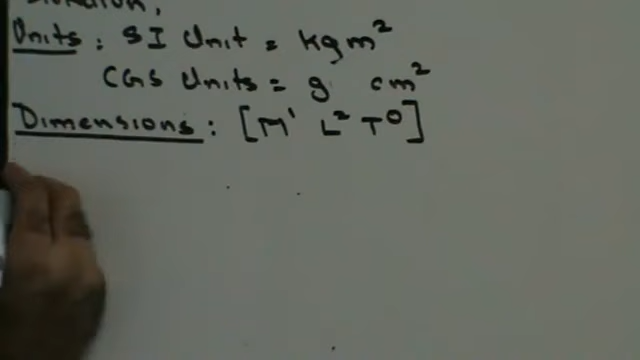 Units : SI Unit = kgm²
CGS Units = g cm²
Dimensions : [M¹ L² T⁰]